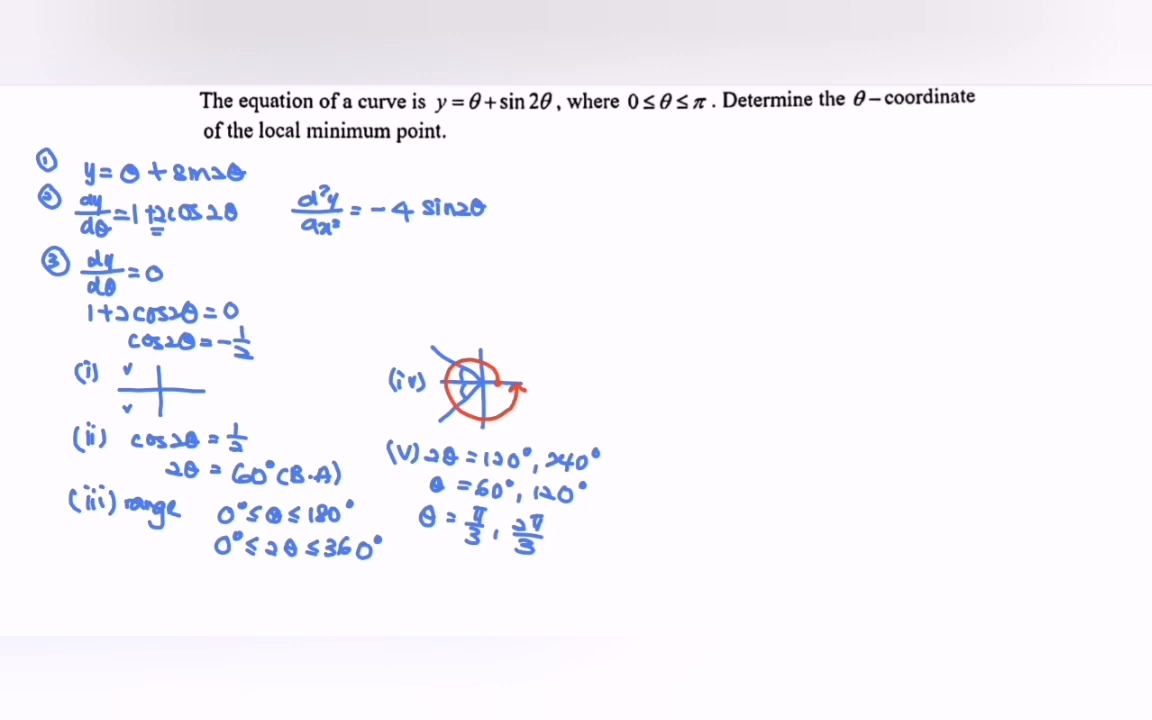 The equation of a curve is y = θ + sin 2θ, where 0 ≤ θ ≤ π. Determine the θ – coordinate
of the local minimum point.
① y = θ + sin2θ
② dy/dθ = 1 + 2cos2θ d²y/dx² = -4 sin2θ
③ dy/dθ = 0
1+2cos2θ = 0
cos2θ = -1/2
(i)
(ii) cos2θ = 1/2
2θ = 60° (B.A)
(iii) range 0° ≤ θ ≤ 180°
0° ≤ 2θ ≤ 360°
(iv)
(V) 2θ = 120°, 240°
θ = 60°, 120°
θ = π/3, 2π/3